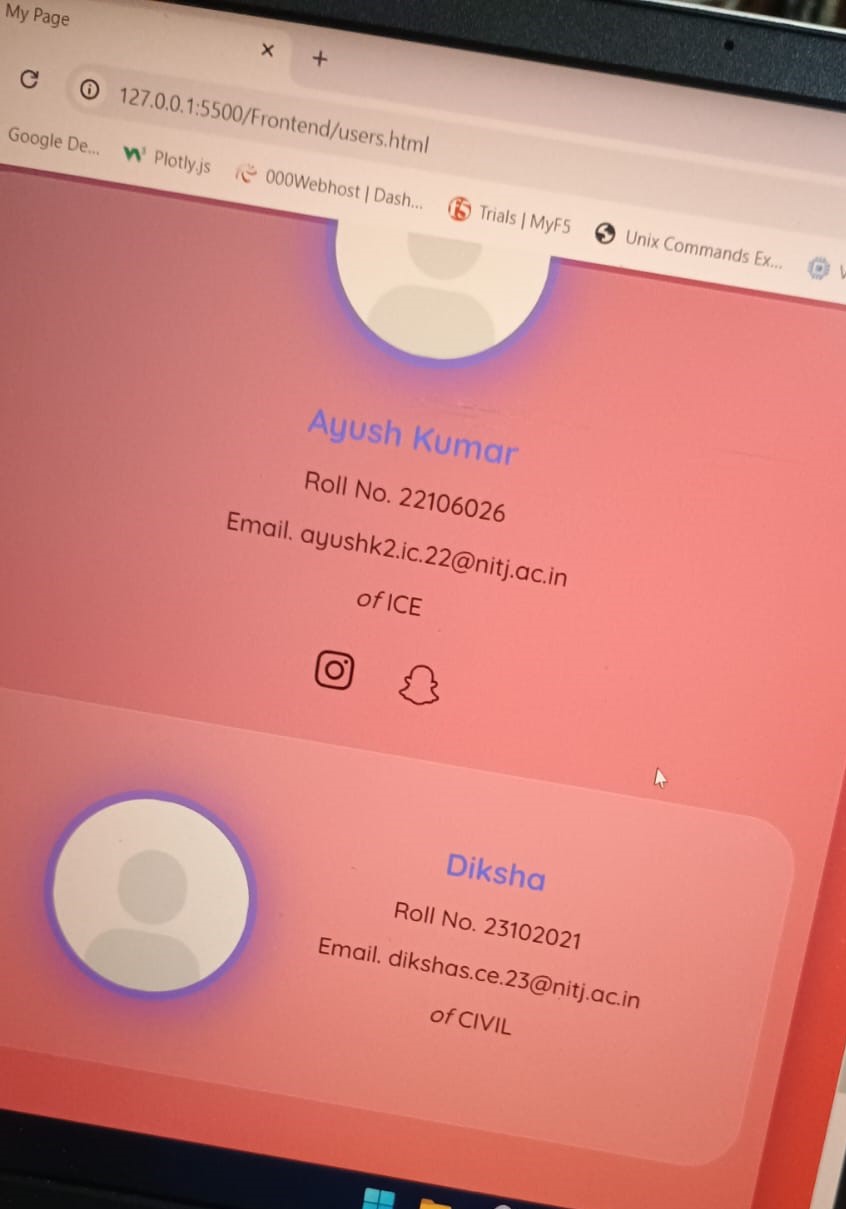 My Page
127.0.0.1:5500/Frontend/users.html
Google De... Plotly.js 000Webhost | Dash... Trials | MyF5 Unix Commands Ex...
Ayush Kumar
Roll No. 22106026
Email. ayushk2.ic.22@nitj.ac.in
of ICE
Diksha
Roll No. 23102021
Email. dikshas.ce.23@nitj.ac.in
of CIVIL